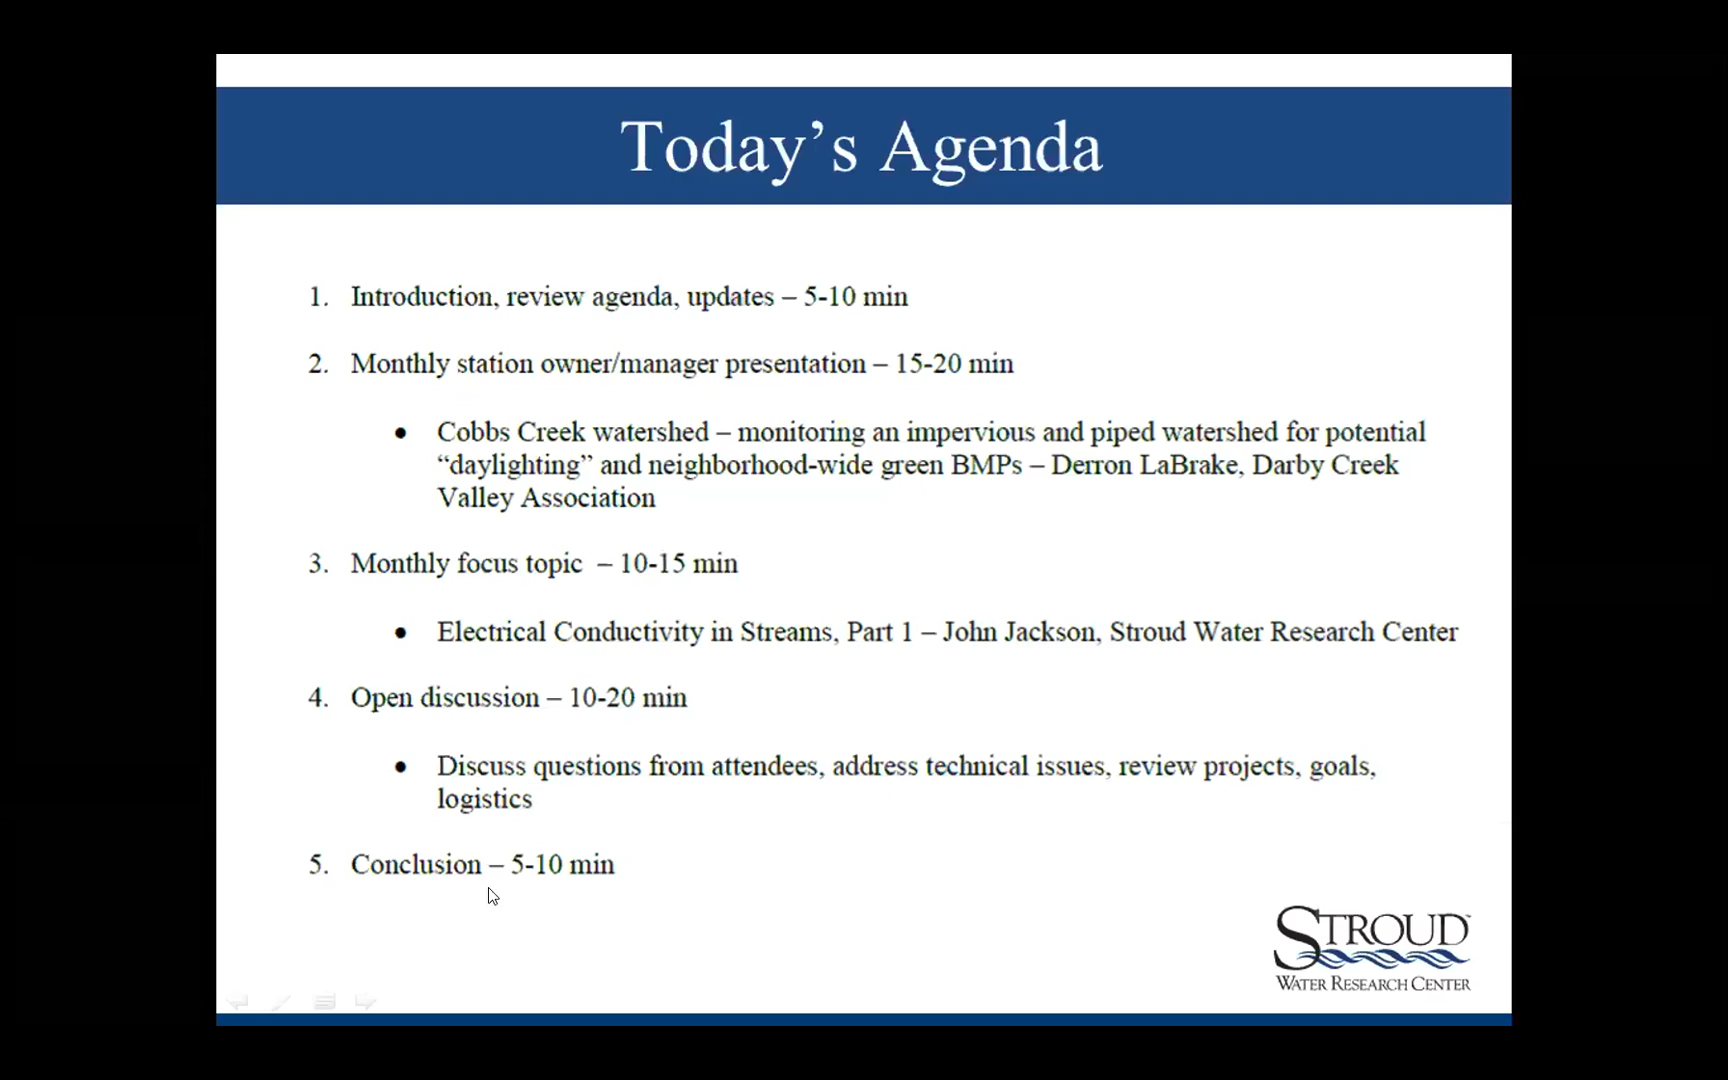 Today’s Agenda
1. Introduction, review agenda, updates – 5-10 min
2. Monthly station owner/manager presentation – 15-20 min
• Cobbs Creek watershed – monitoring an impervious and piped watershed for potential
“daylighting” and neighborhood-wide green BMPs – Derron LaBrake, Darby Creek
Valley Association
3. Monthly focus topic – 10-15 min
• Electrical Conductivity in Streams, Part 1 – John Jackson, Stroud Water Research Center
4. Open discussion – 10-20 min
• Discuss questions from attendees, address technical issues, review projects, goals,
logistics
5. Conclusion – 5-10 min
STROUD™
WATER RESEARCH CENTER